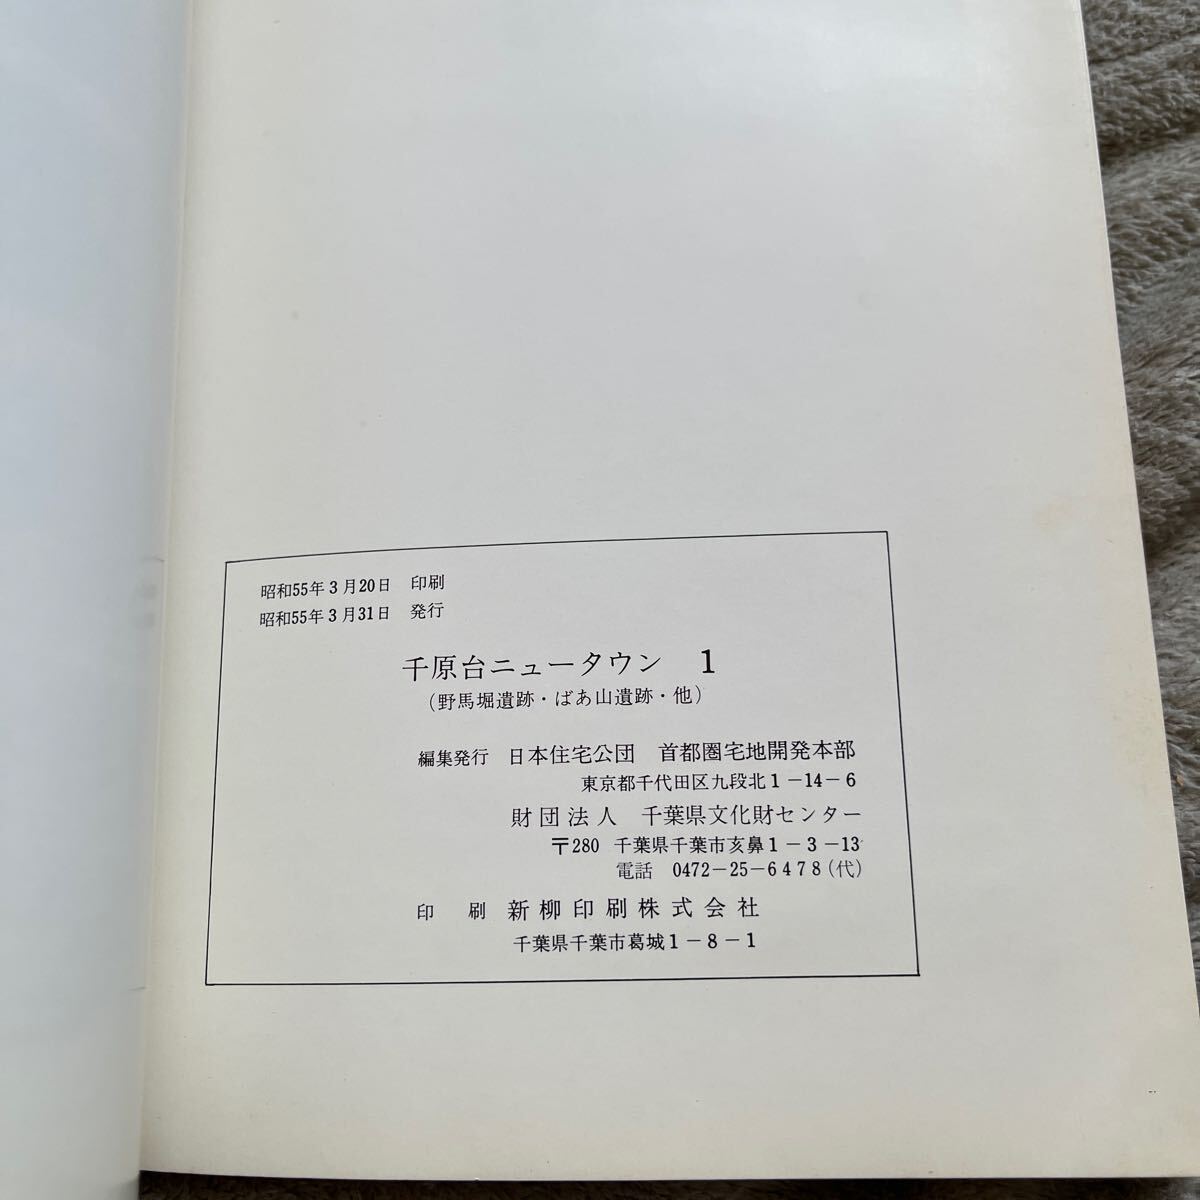 昭和55年3月20日　印刷
昭和55年3月31日　発行
千原台ニュータウン　1
（野馬堀遺跡・ばあ山遺跡・他）
編集発行　日本住宅公団　首都圏宅地開発本部
東京都千代田区九段北1－14－6
財団法人　千葉県文化財センター
〒280　千葉県千葉市亥鼻1－3－13
電話　0472－25－6478（代）
印　刷　新柳印刷株式会社
千葉県千葉市葛城1－8－1